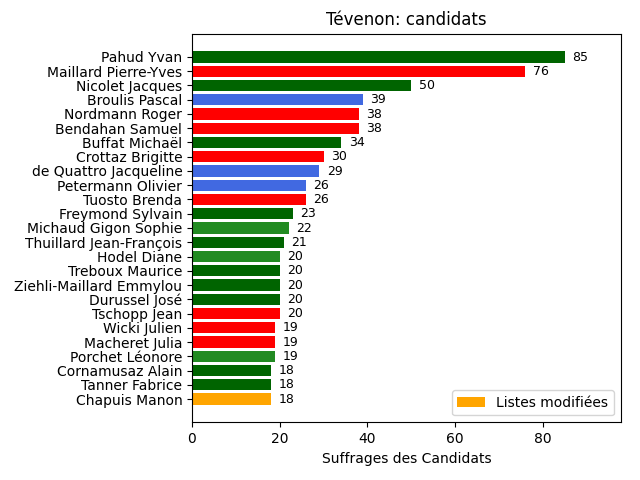 Tévenon: candidats
Pahud Yvan 85
Maillard Pierre-Yves 76
Nicolet Jacques 50
Broulis Pascal 39
Nordmann Roger 38
Bendahan Samuel 38
Buffat Michaël 34
Crottaz Brigitte 30
de Quattro Jacqueline 29
Petermann Olivier 26
Tuosto Brenda 26
Freymond Sylvain 23
Michaud Gigon Sophie 22
Thuillard Jean-François 21
Hodel Diane 20
Treboux Maurice 20
Ziehli-Maillard Emmylou 20
Durussel José 20
Tschopp Jean 20
Wicki Julien 19
Macheret Julia 19
Porchet Léonore 19
Cornamusaz Alain 18
Tanner Fabrice 18
Chapuis Manon 18
Listes modifiées
0 20 40 60 80
Suffrages des Candidats